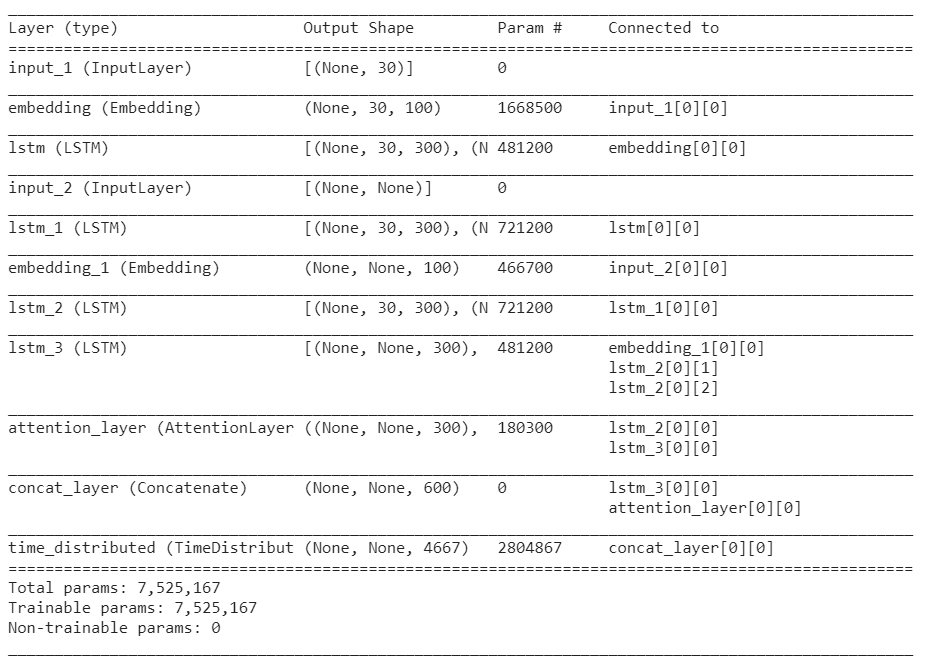 Layer (type)                    Output Shape         Param #     Connected to
==================================================================================================
input_1 (InputLayer)            [(None, 30)]         0
__________________________________________________________________________________________________
embedding (Embedding)           (None, 30, 100)      1668500     input_1[0][0]
__________________________________________________________________________________________________
lstm (LSTM)                     [(None, 30, 300), (N 481200      embedding[0][0]
__________________________________________________________________________________________________
input_2 (InputLayer)            [(None, None)]       0
__________________________________________________________________________________________________
lstm_1 (LSTM)                   [(None, 30, 300), (N 721200      lstm[0][0]
__________________________________________________________________________________________________
embedding_1 (Embedding)         (None, None, 100)    466700      input_2[0][0]
__________________________________________________________________________________________________
lstm_2 (LSTM)                   [(None, 30, 300), (N 721200      lstm_1[0][0]
__________________________________________________________________________________________________
lstm_3 (LSTM)                   [(None, None, 300),  481200      embedding_1[0][0]
                                                                 lstm_2[0][1]
                                                                 lstm_2[0][2]
__________________________________________________________________________________________________
attention_layer (AttentionLayer ((None, None, 300),  180300      lstm_2[0][0]
                                                                 lstm_3[0][0]
__________________________________________________________________________________________________
concat_layer (Concatenate)      (None, None, 600)    0           lstm_3[0][0]
                                                                 attention_layer[0][0]
__________________________________________________________________________________________________
time_distributed (TimeDistribut (None, None, 4667)   2804867     concat_layer[0][0]
==================================================================================================
Total params: 7,525,167
Trainable params: 7,525,167
Non-trainable params: 0